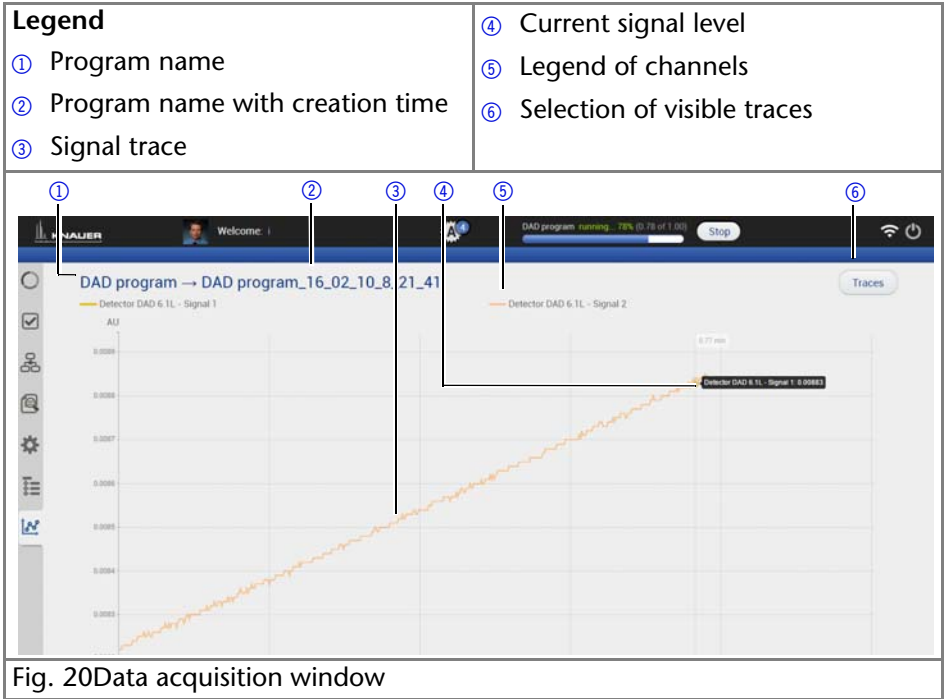 Legend
① Program name
② Program name with creation time
③ Signal trace
④ Current signal level
⑤ Legend of channels
⑥ Selection of visible traces
① ② ③ ④ ⑤ ⑥
KNAUER
Welcome: i
A 4
DAD program running... 78% (0.78 of 1.00)
Stop
DAD program → DAD program_16_02_10_8_21_41
Traces
Detector DAD 6.1L - Signal 1
Detector DAD 6.1L - Signal 2
AU
0.77 min
0.0089
Detector DAD 6.1L - Signal 1: 0.00883
0.0088
0.0087
0.0086
0.0085
0.0084
0.0083
Fig. 20Data acquisition window